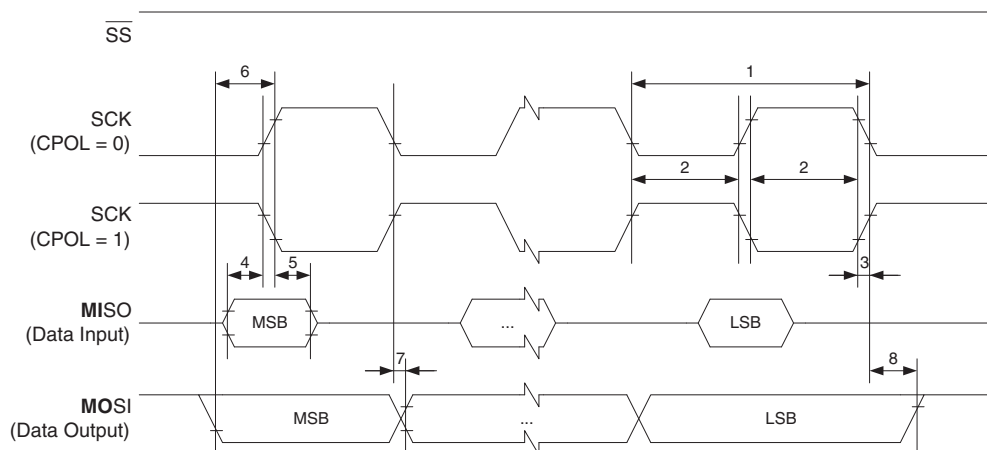 SS
6
1
SCK
(CPOL = 0)
2
2
SCK
(CPOL = 1)
4
5
3
MISO
(Data Input)
MSB
...
LSB
7
8
MOSI
(Data Output)
MSB
...
LSB